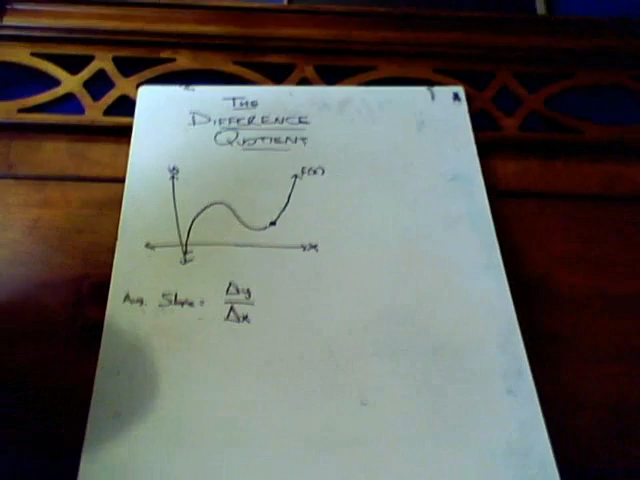 THE
DIFFERENCE
QUOTIENT
y f(x)
x
Avg. Slope = Δy
Δx